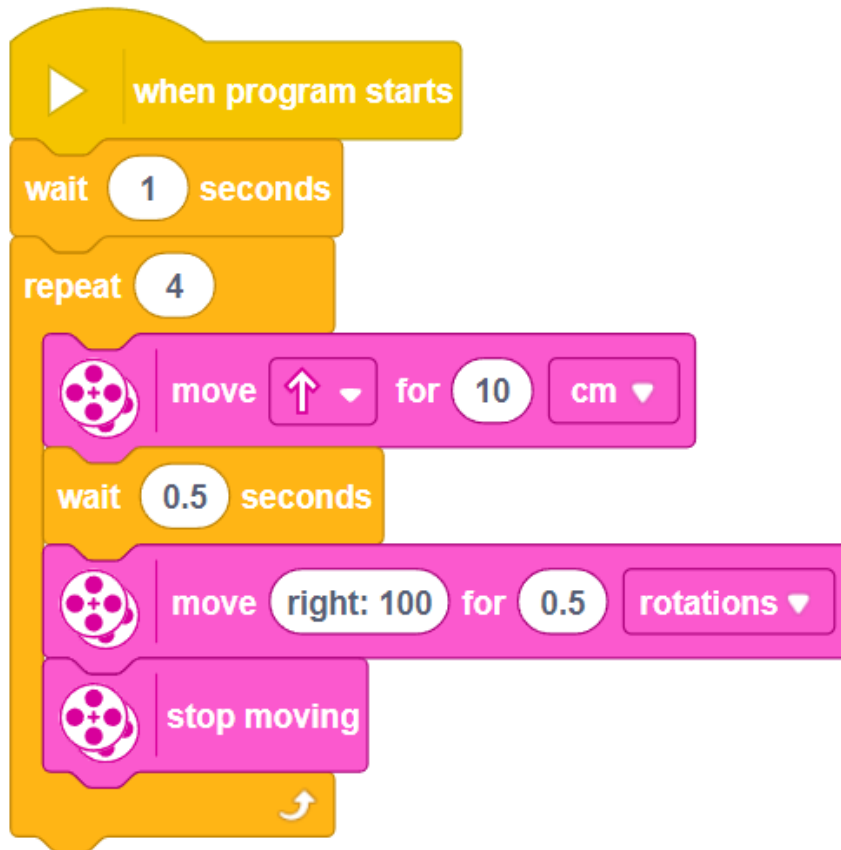 when program starts
wait 1 seconds
repeat 4
move for 10 cm
wait 0.5 seconds
move right: 100 for 0.5 rotations
stop moving